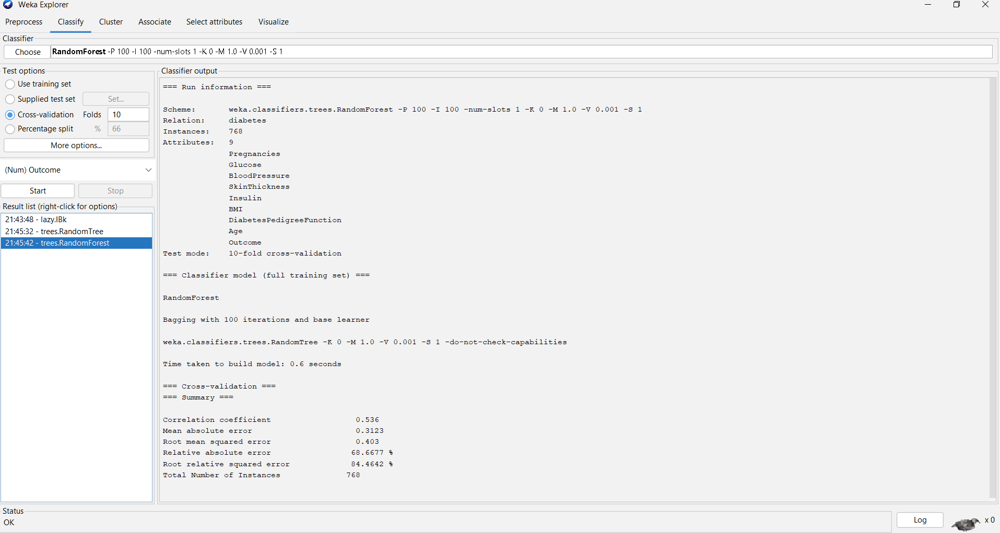 Weka Explorer
Preprocess Classify Cluster Associate Select attributes Visualize
Classifier
Choose RandomForest -P 100 -I 100 -num-slots 1 -K 0 -M 1.0 -V 0.001 -S 1
Test options
Use training set
Supplied test set Set...
Cross-validation Folds 10
Percentage split % 66
More options...
(Num) Outcome
Start Stop
Result list (right-click for options)
21:43:48 - lazy.IBk
21:45:32 - trees.RandomTree
21:45:42 - trees.RandomForest
Classifier output
=== Run information ===
Scheme: weka.classifiers.trees.RandomForest -P 100 -I 100 -num-slots 1 -K 0 -M 1.0 -V 0.001 -S 1
Relation: diabetes
Instances: 768
Attributes: 9
Pregnancies
Glucose
BloodPressure
SkinThickness
Insulin
BMI
DiabetesPedigreeFunction
Age
Outcome
Test mode: 10-fold cross-validation
=== Classifier model (full training set) ===
RandomForest
Bagging with 100 iterations and base learner
weka.classifiers.trees.RandomTree -K 0 -M 1.0 -V 0.001 -S 1 -do-not-check-capabilities
Time taken to build model: 0.6 seconds
=== Cross-validation ===
=== Summary ===
Correlation coefficient 0.536
Mean absolute error 0.3123
Root mean squared error 0.403
Relative absolute error 68.6677 %
Root relative squared error 84.4642 %
Total Number of Instances 768
Status
OK
Log x 0